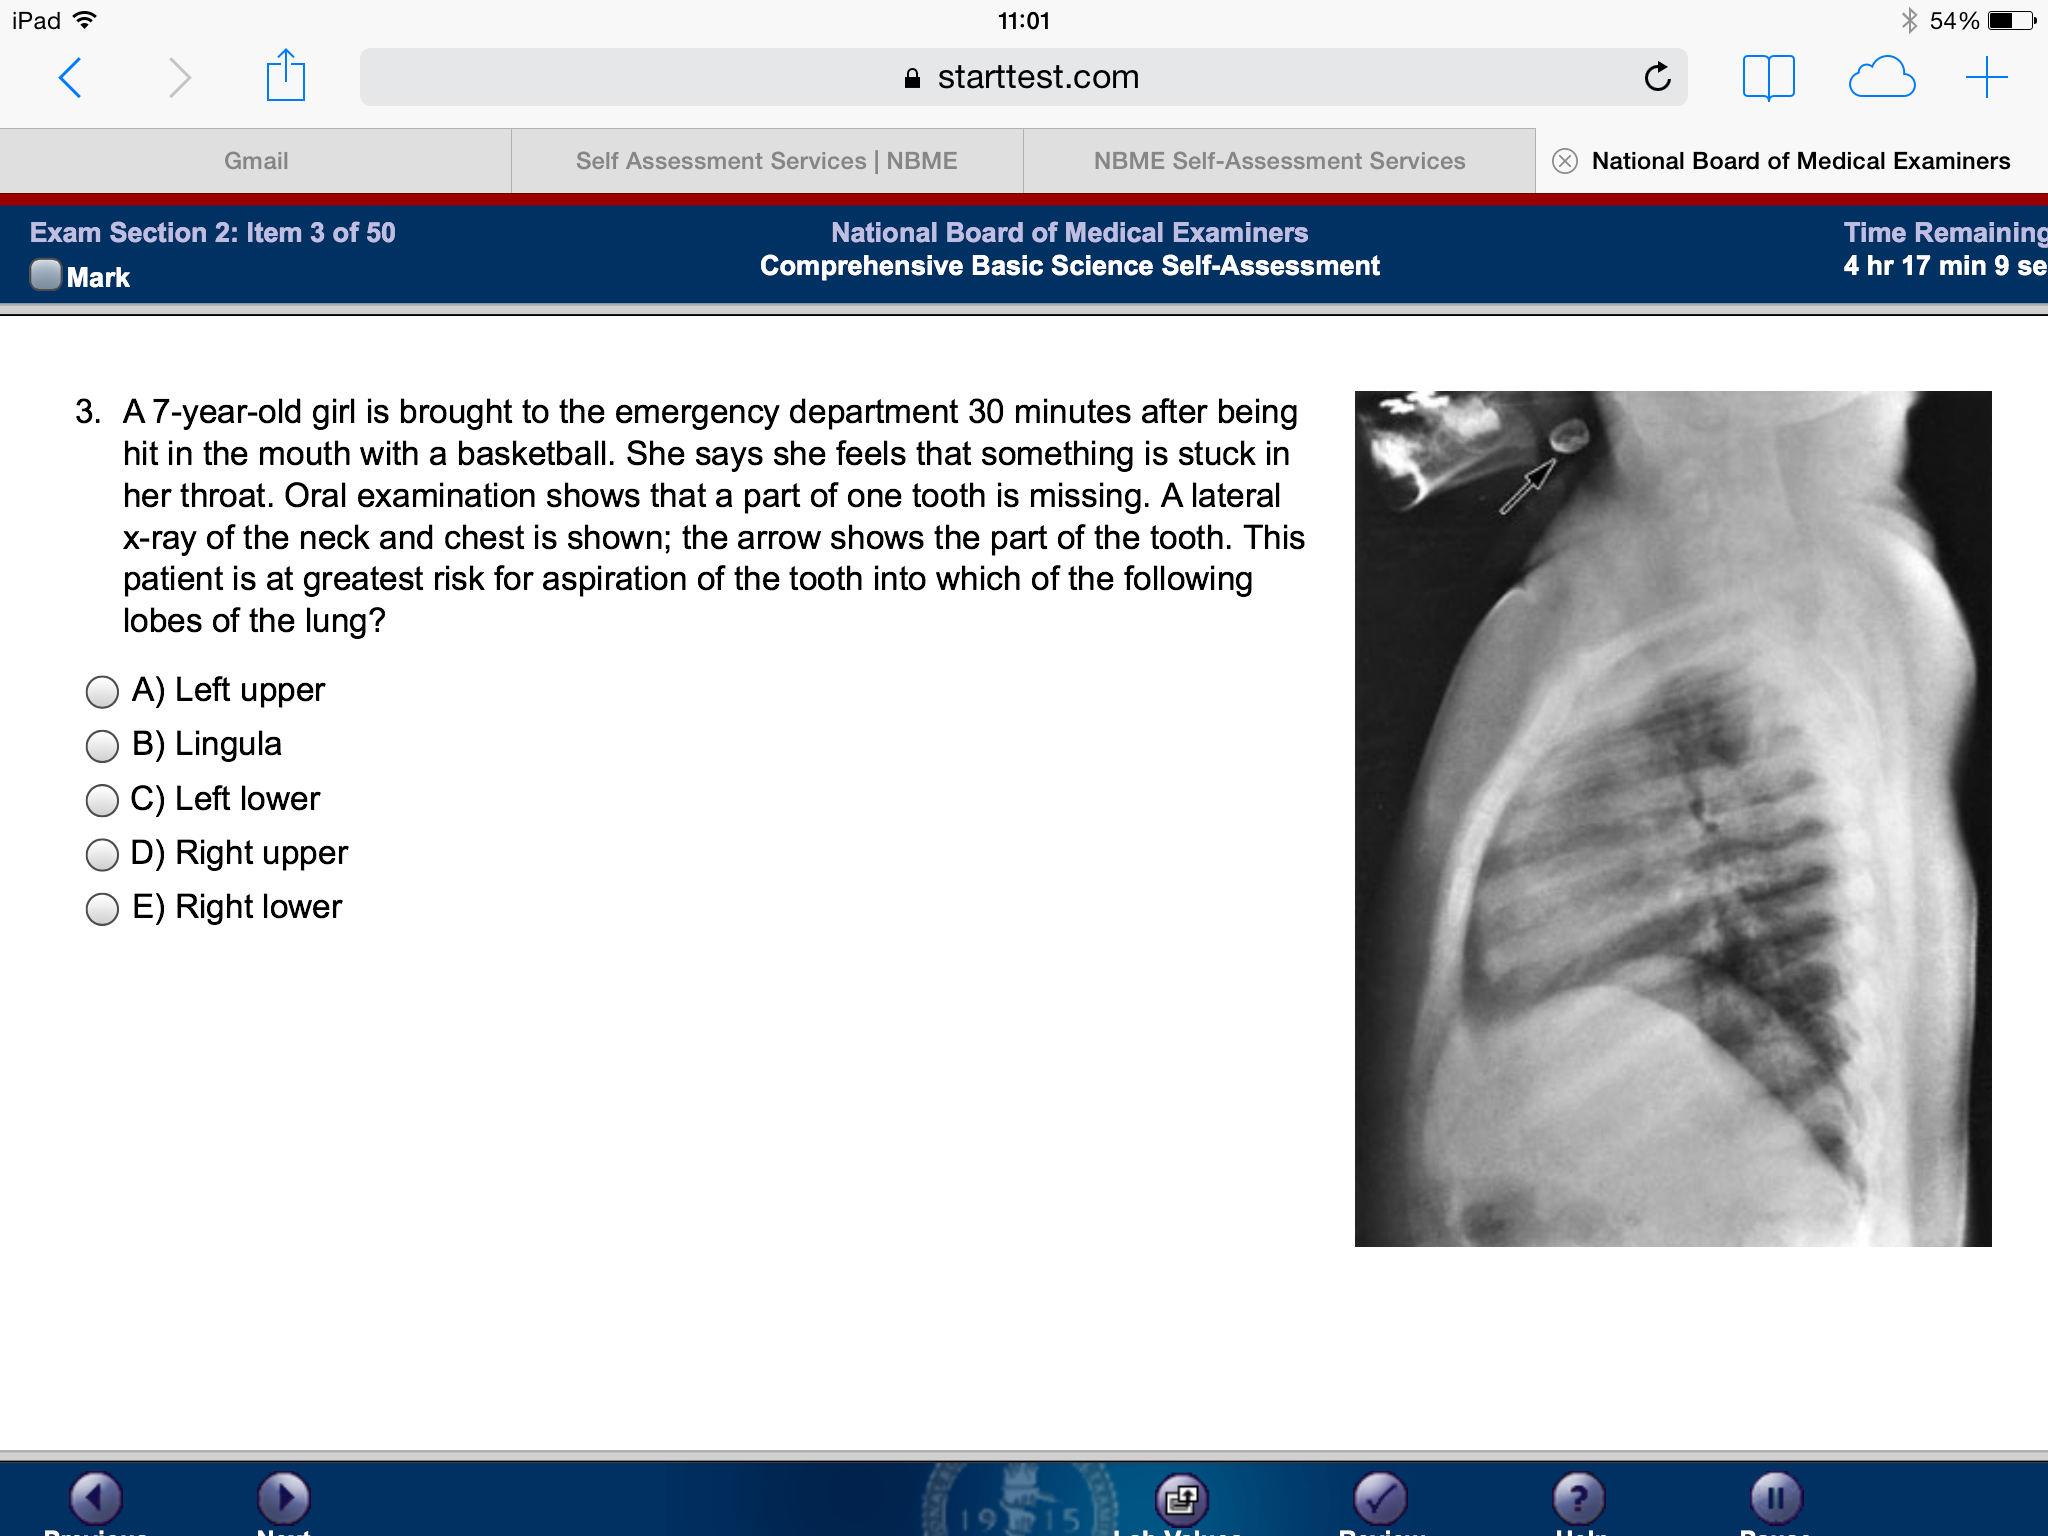 iPad
11:01
54%
starttest.com
Gmail
Self Assessment Services | NBME
NBME Self-Assessment Services
National Board of Medical Examiners
Exam Section 2: Item 3 of 50
National Board of Medical Examiners
Time Remaining
Mark
Comprehensive Basic Science Self-Assessment
4 hr 17 min 9 se
3. A 7-year-old girl is brought to the emergency department 30 minutes after being
hit in the mouth with a basketball. She says she feels that something is stuck in
her throat. Oral examination shows that a part of one tooth is missing. A lateral
x-ray of the neck and chest is shown; the arrow shows the part of the tooth. This
patient is at greatest risk for aspiration of the tooth into which of the following
lobes of the lung?
A) Left upper
B) Lingula
C) Left lower
D) Right upper
E) Right lower
19 15